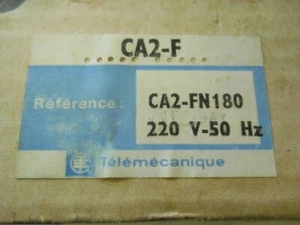 CA2-F
Référence: CA2-FN180
220 V-50 Hz
Télémécanique